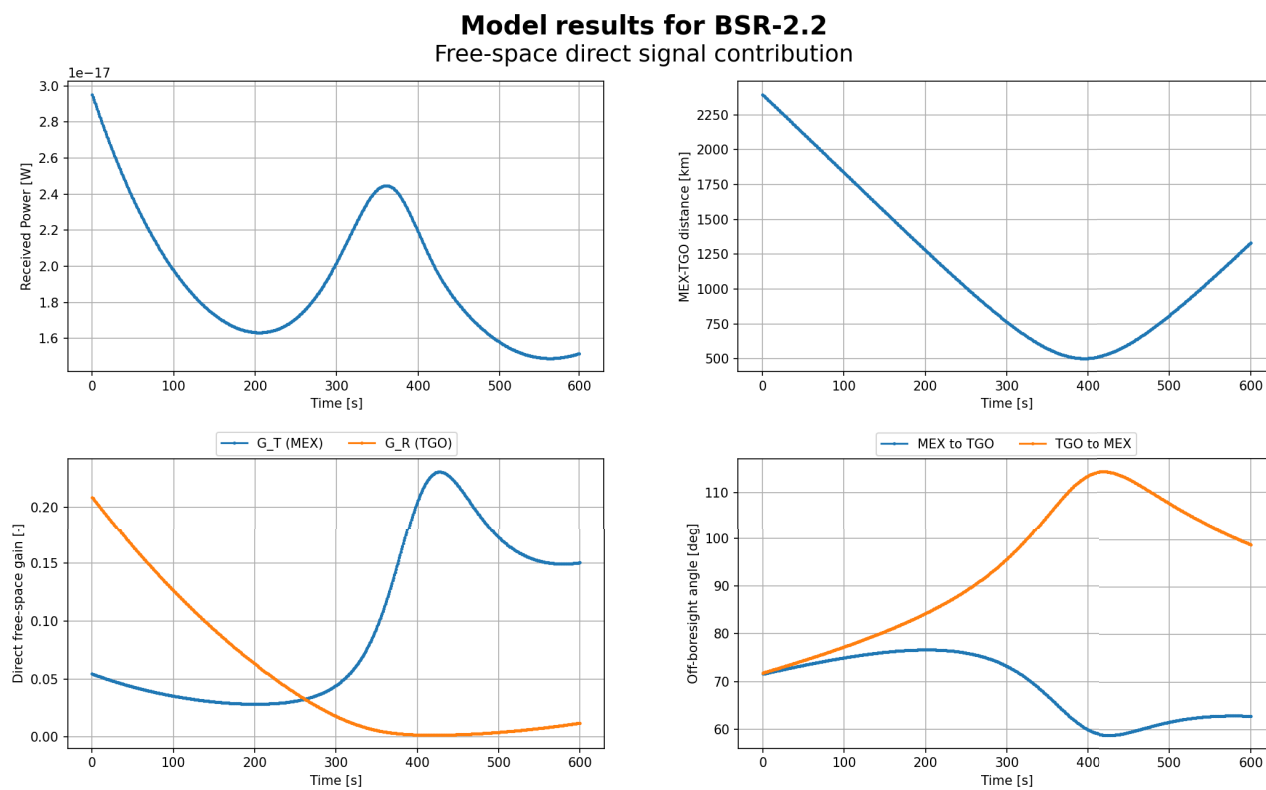 Model results for BSR-2.2
Free-space direct signal contribution
1e−17
3.0
2.8
2.6
2.4
2.2
2.0
1.8
1.6
Received Power [W]
0 100 200 300 400 500 600
Time [s]
2250
2000
1750
1500
1250
1000
750
500
MEX-TGO distance [km]
0 100 200 300 400 500 600
Time [s]
G_T (MEX) G_R (TGO)
0.20
0.15
0.10
0.05
0.00
Direct free-space gain [-]
0 100 200 300 400 500 600
Time [s]
MEX to TGO TGO to MEX
110
100
90
80
70
60
Off-boresight angle [deg]
0 100 200 300 400 500 600
Time [s]